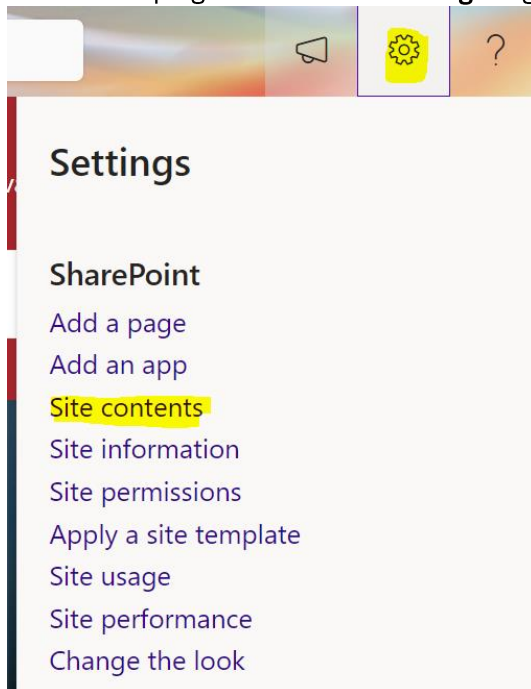 ?
Settings
SharePoint
Add a page
Add an app
Site contents
Site information
Site permissions
Apply a site template
Site usage
Site performance
Change the look